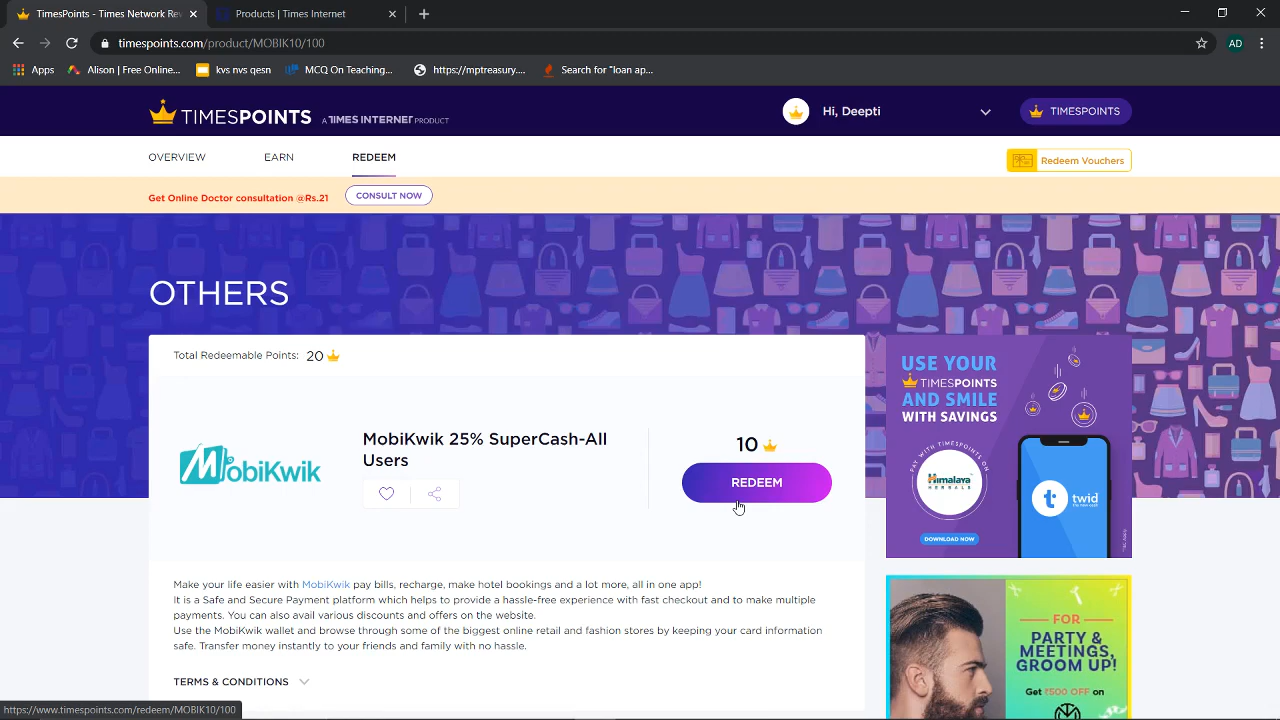 TimesPoints - Times Network Rev
Products | Times Internet
timespoints.com/product/MOBIK10/100
AD
Apps
Alison | Free Online...
kvs nvs qesn
MCQ On Teaching...
https://mptreasury....
Search for "loan ap...
TIMESPOINTS
A TIMES INTERNET PRODUCT
Hi, Deepti
TIMESPOINTS
OVERVIEW
EARN
REDEEM
Redeem Vouchers
Get Online Doctor consultation @Rs.21
CONSULT NOW
OTHERS
Total Redeemable Points: 20
MobiKwik
MobiKwik 25% SuperCash-All
Users
10
REDEEM
USE YOUR
TIMESPOINTS
AND SMILE
WITH SAVINGS
PAY WITH TIMESPOINTS ON
Himalaya
HERBALS
DOWNLOAD NOW
t twid
Make your life easier with MobiKwik pay bills, recharge, make hotel bookings and a lot more, all in one app!
It is a Safe and Secure Payment platform which helps to provide a hassle-free experience with fast checkout and to make multiple
payments. You can also avail various discounts and offers on the website.
Use the MobiKwik wallet and browse through some of the biggest online retail and fashion stores by keeping your card information
safe. Transfer money instantly to your friends and family with no hassle.
TERMS & CONDITIONS
FOR
PARTY &
MEETINGS,
GROOM UP!
Get ₹500 OFF on
https://www.timespoints.com/redeem/MOBIK10/100